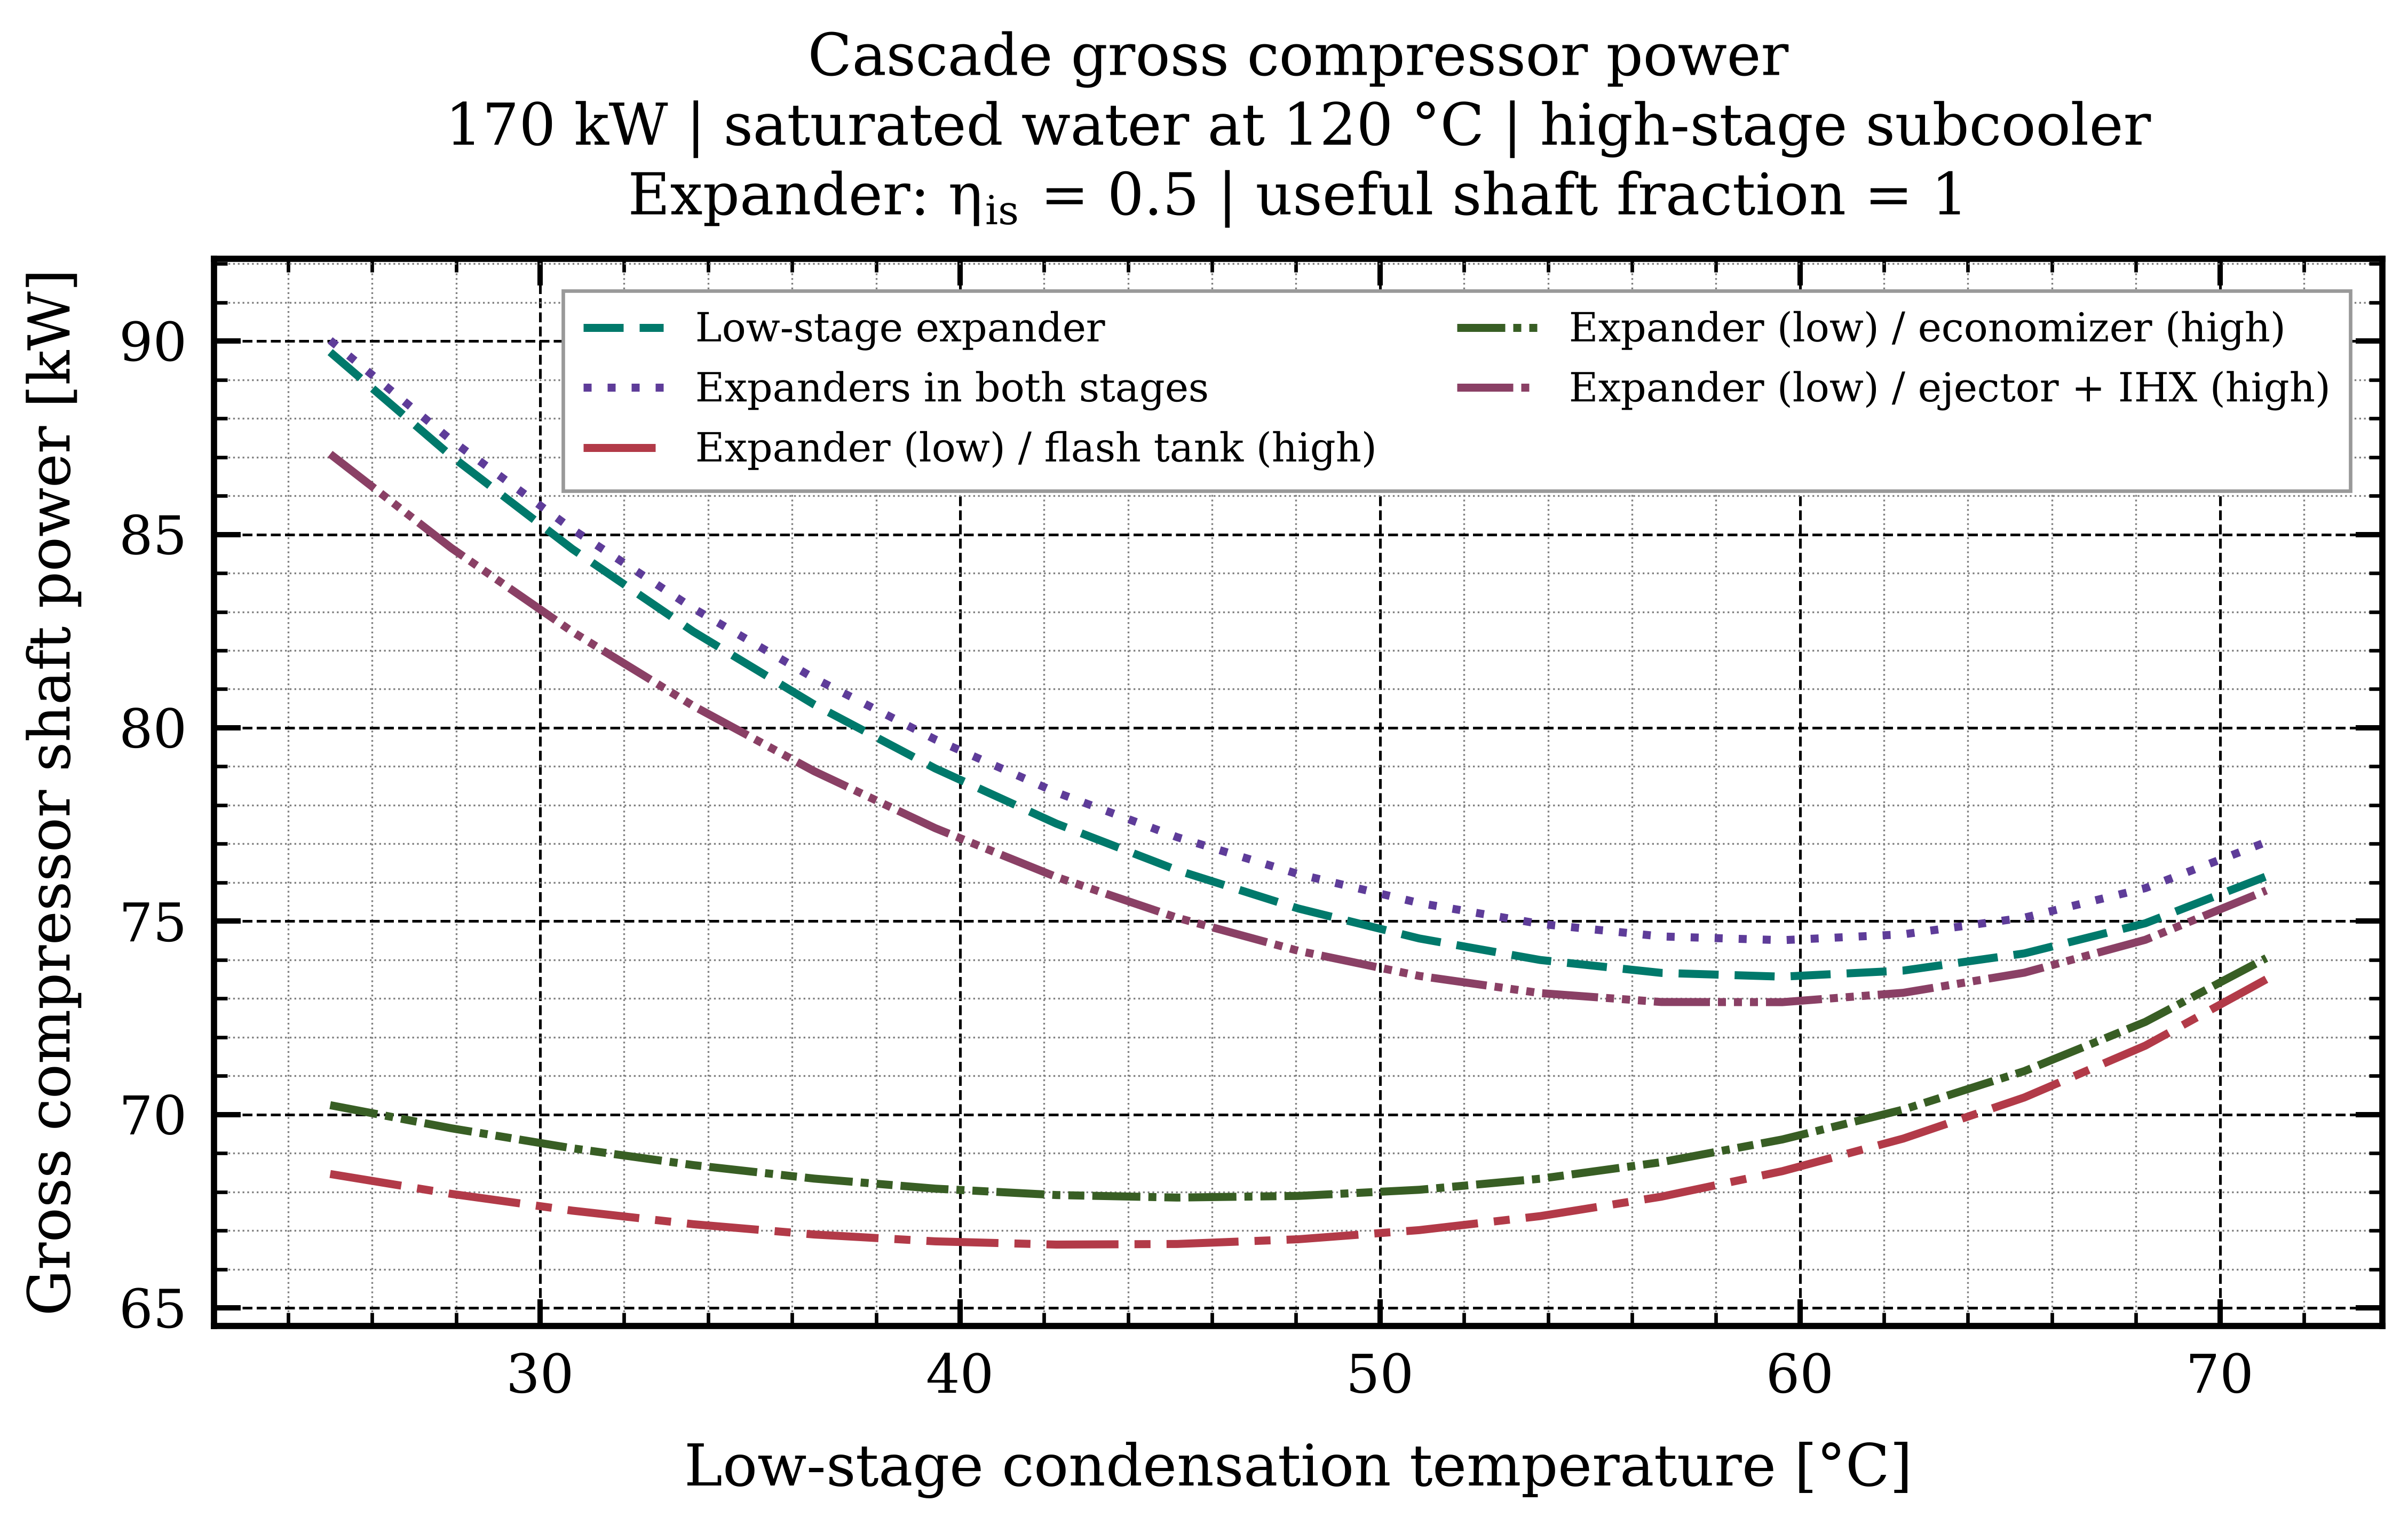 Cascade gross compressor power
170 kW | saturated water at 120 °C | high-stage subcooler
Expander: ηis = 0.5 | useful shaft fraction = 1
Gross compressor shaft power [kW]
90
85
80
75
70
65
Low-stage expander
Expanders in both stages
Expander (low) / flash tank (high)
Expander (low) / economizer (high)
Expander (low) / ejector + IHX (high)
30
40
50
60
70
Low-stage condensation temperature [°C]